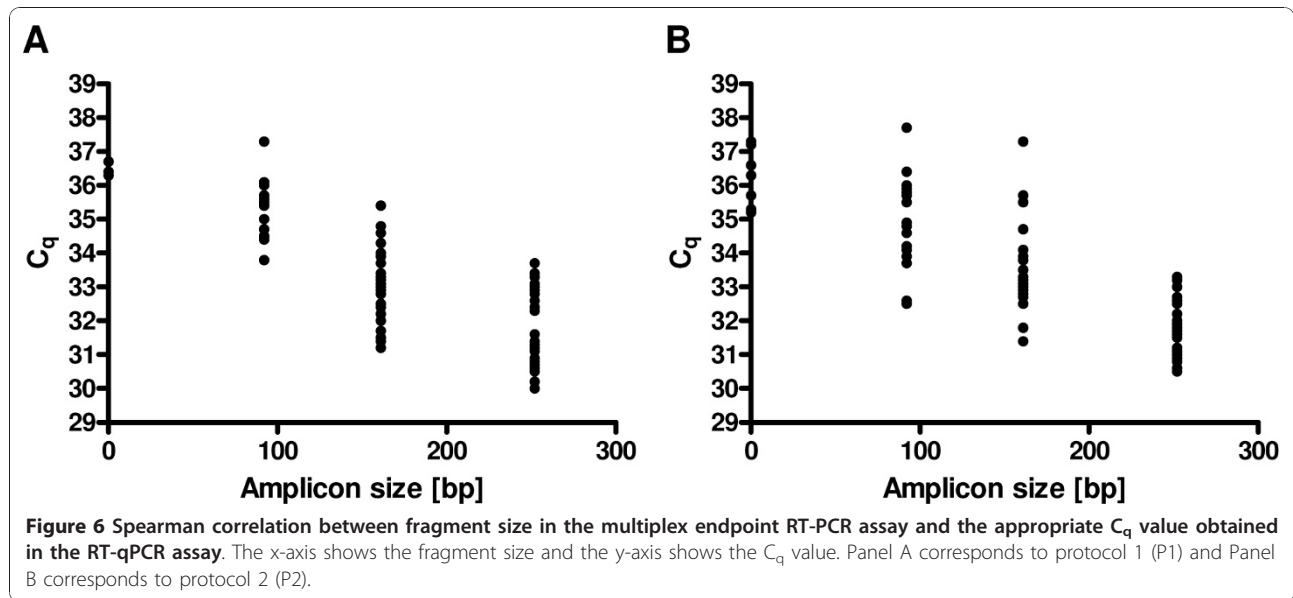 A
39
38
37
36
35
34
33
32
31
30
29
Cq
0 100 200 300
Amplicon size [bp]
B
39
38
37
36
35
34
33
32
31
30
29
Cq
0 100 200 300
Amplicon size [bp]
Figure 6 Spearman correlation between fragment size in the multiplex endpoint RT-PCR assay and the appropriate Cq value obtained
in the RT-qPCR assay. The x-axis shows the fragment size and the y-axis shows the Cq value. Panel A corresponds to protocol 1 (P1) and Panel
B corresponds to protocol 2 (P2).